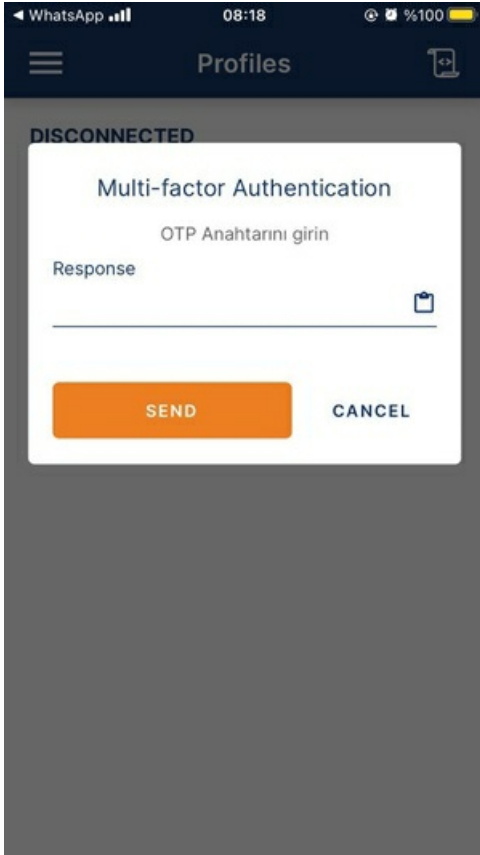 WhatsApp 08:18 %100
Profiles
DISCONNECTED
Multi-factor Authentication
OTP Anahtarını girin
Response
SEND CANCEL